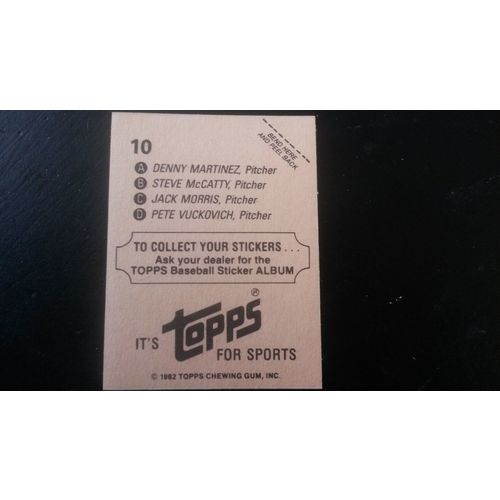 10
BEND HERE
AND PEEL BACK
A DENNY MARTINEZ, Pitcher
B STEVE McCATTY, Pitcher
C JACK MORRIS, Pitcher
D PETE VUCKOVICH, Pitcher
TO COLLECT YOUR STICKERS . . .
Ask your dealer for the
TOPPS Baseball Sticker ALBUM
IT'S topps®
FOR SPORTS
© 1982 TOPPS CHEWING GUM, INC.